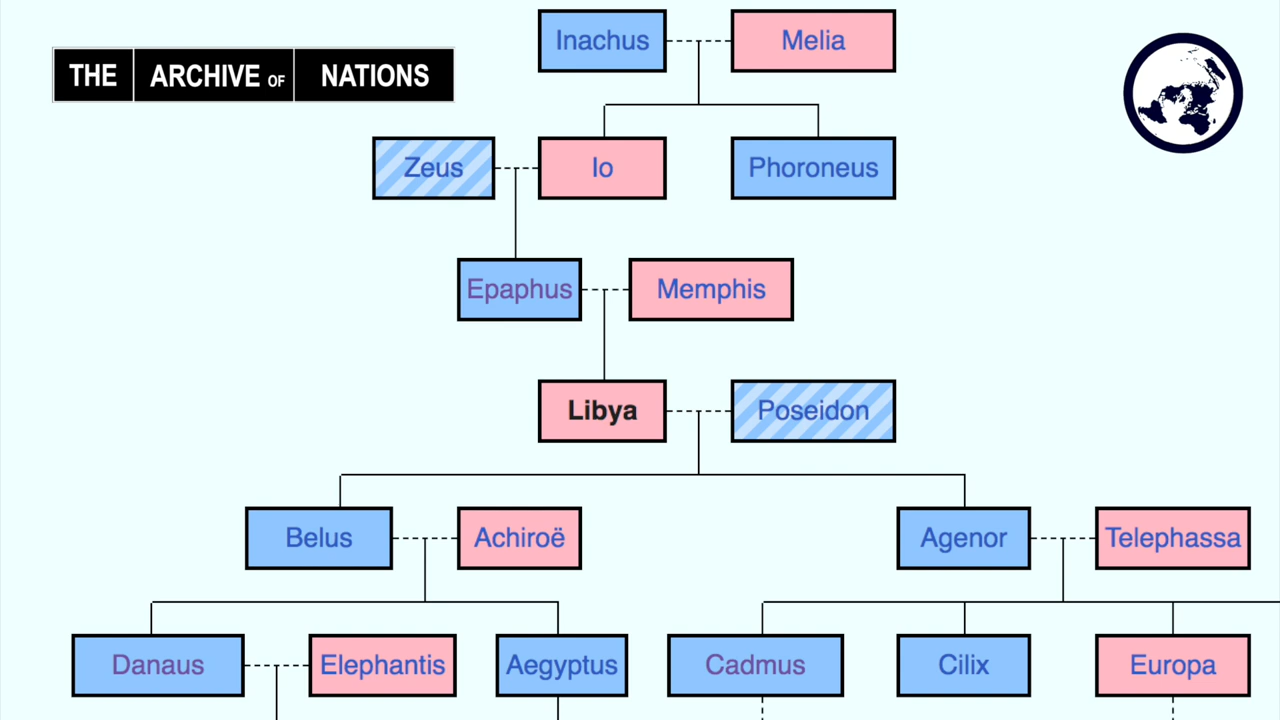 Inachus
Melia
THE ARCHIVE OF NATIONS
Zeus
Io
Phoroneus
Epaphus
Memphis
Libya
Poseidon
Belus
Achiroë
Agenor
Telephassa
Danaus
Elephantis
Aegyptus
Cadmus
Cilix
Europa